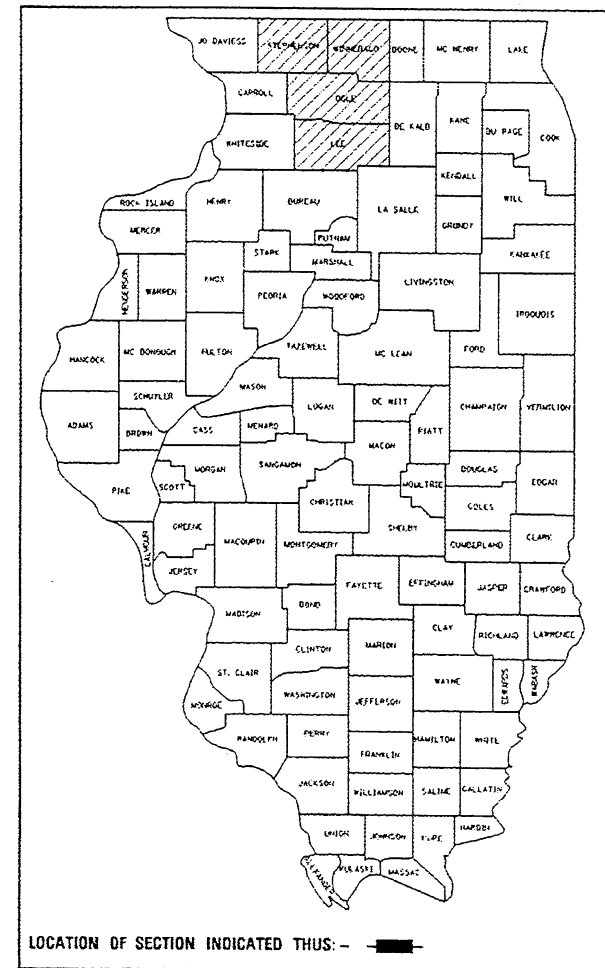 JO DAVIESS STEPHENSON WINNEBAGO BOONE MC HENRY LAKE
CARROLL OGLE
DE KALB KANE DU PAGE COOK
WHITESIDE LEE
KENDALL
ROCK ISLAND HENRY BUREAU LA SALLE GRUNDY WILL
MERCER PUTNAM
KANKAKEE
STARK MARSHALL
HENDERSON WARREN KNOX PEORIA WOODFORD LIVINGSTON IROQUOIS
HANCOCK MC DONOUGH FULTON TAZEWELL MC LEAN FORD
MASON
SCHUYLER LOGAN DE WITT CHAMPAIGN VERMILION
ADAMS BROWN CASS MENARD MACON PIATT
MORGAN SANGAMON DOUGLAS EDGAR
PIKE SCOTT CHRISTIAN MOULTRIE COLES
GREENE MACOUPIN MONTGOMERY SHELBY CUMBERLAND CLARK
CALHOUN JERSEY FAYETTE EFFINGHAM JASPER CRAWFORD
MADISON BOND
CLAY RICHLAND LAWRENCE
CLINTON MARION
ST. CLAIR WAYNE EDWARDS WABASH
WASHINGTON JEFFERSON
MONROE
RANDOLPH PERRY HAMILTON WHITE
FRANKLIN
JACKSON WILLIAMSON SALINE GALLATIN
UNION JOHNSON POPE HARDIN
ALEXANDER PULASKI MASSAC
LOCATION OF SECTION INDICATED THUS: -